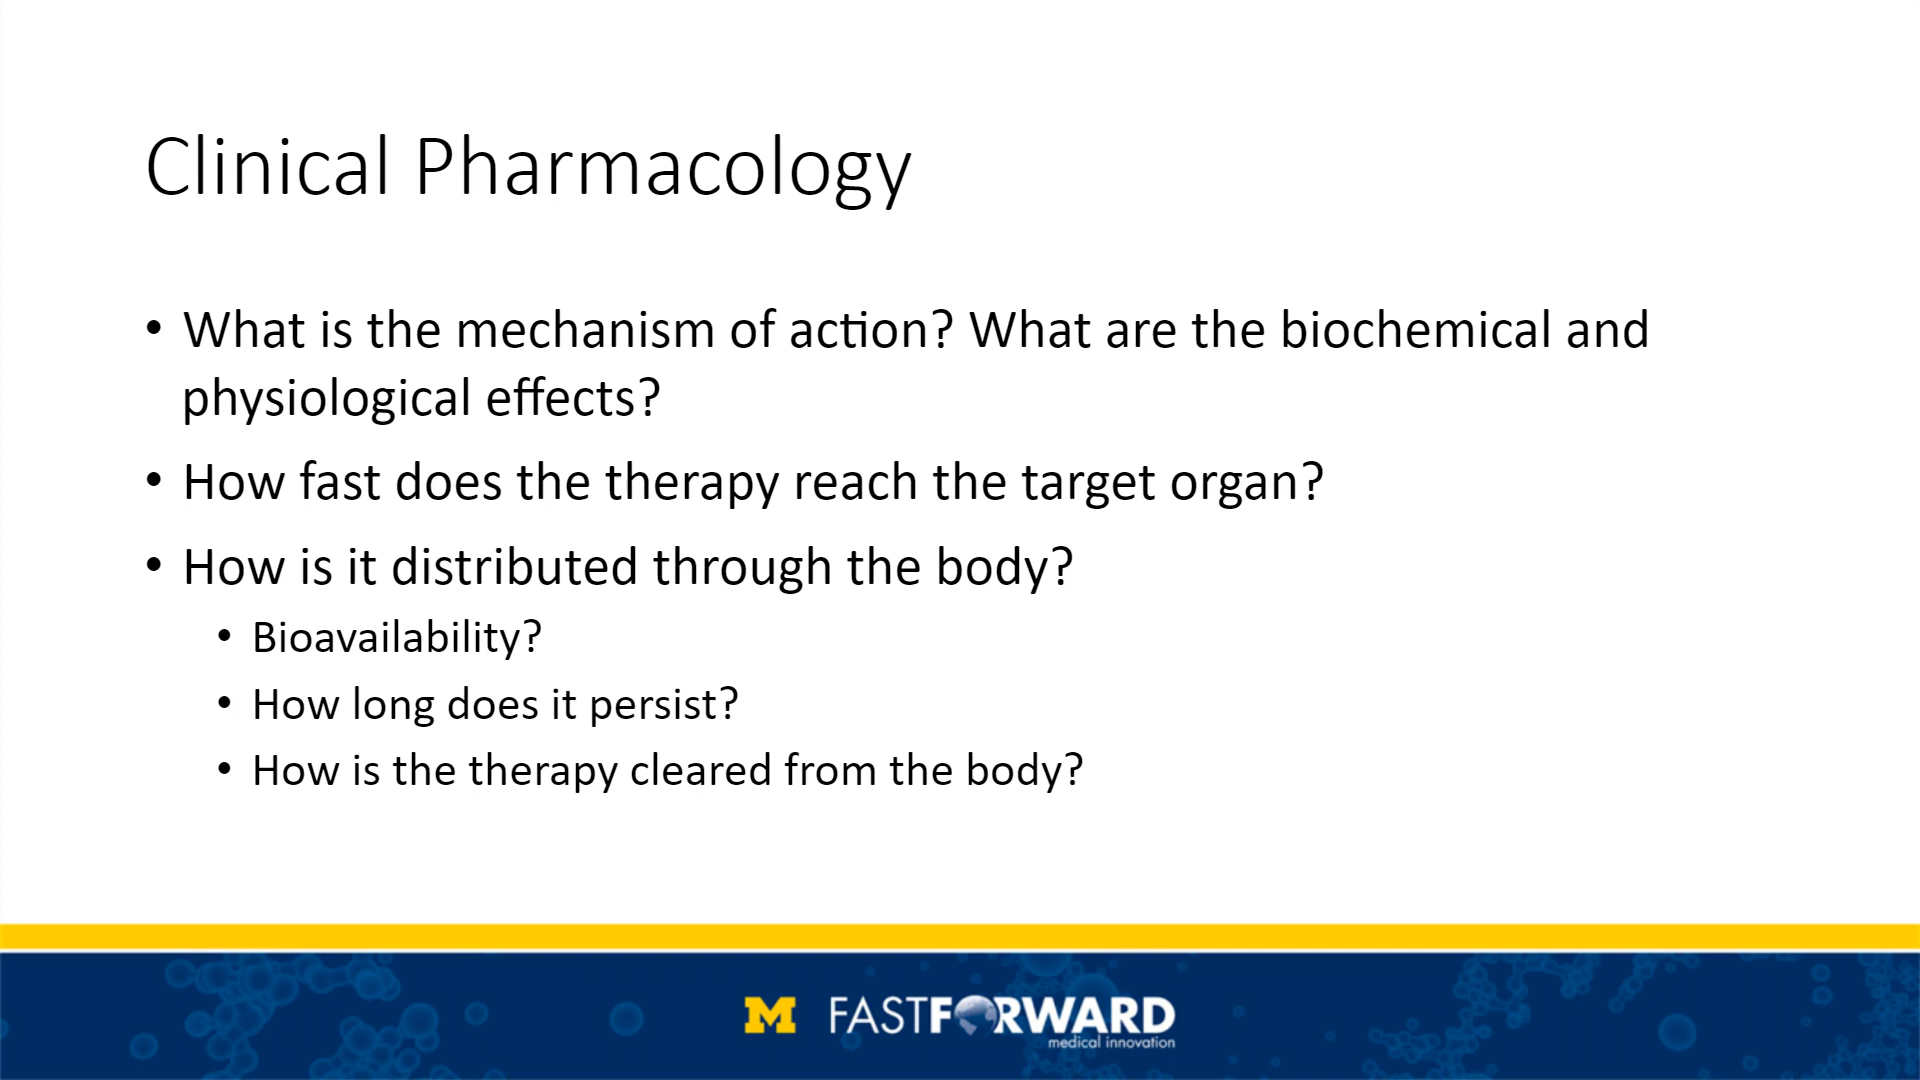 Clinical Pharmacology
• What is the mechanism of action? What are the biochemical and
physiological effects?
• How fast does the therapy reach the target organ?
• How is it distributed through the body?
• Bioavailability?
• How long does it persist?
• How is the therapy cleared from the body?
M FASTFORWARD
medical innovation